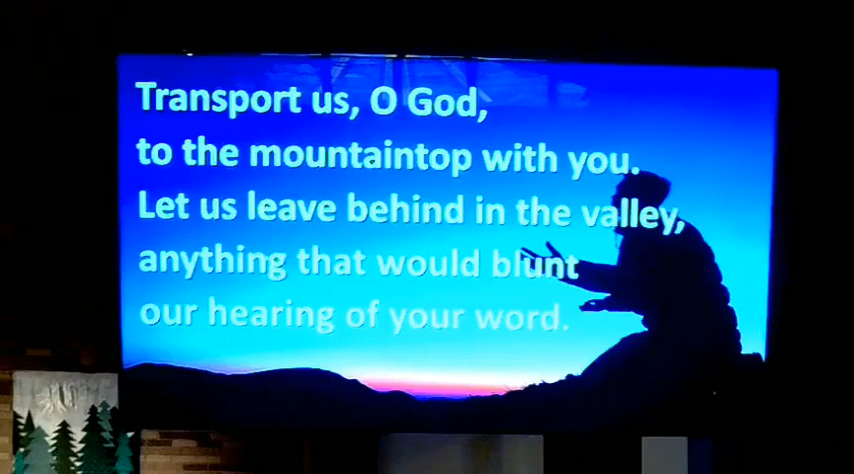 Transport us, O God,
to the mountaintop with you.
Let us leave behind in the valley,
anything that would blunt
our hearing of your word.